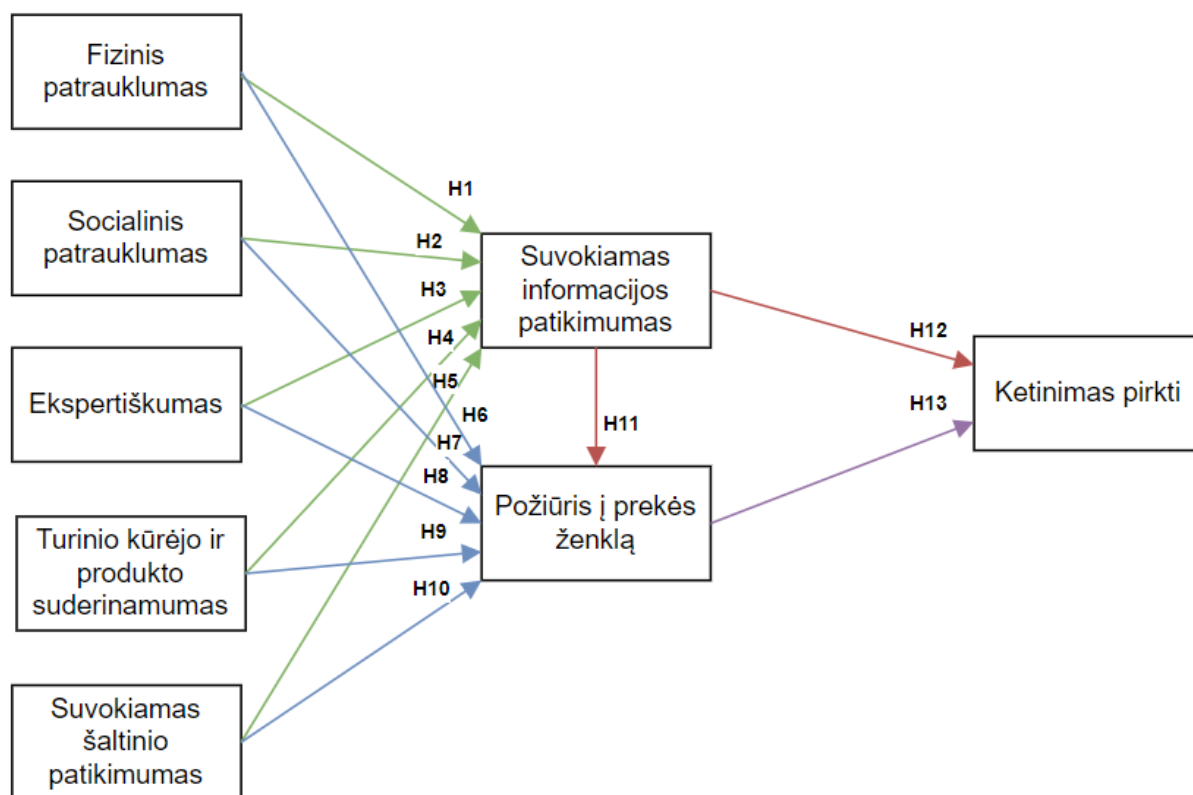 Fizinis
patrauklumas
Socialinis
patrauklumas
Ekspertiškumas
Turinio kūrėjo ir
produkto
suderinamumas
Suvokiamas
šaltinio
patikimumas
H1
H2
H3
H4
H5
H6
H7
H8
H9
H10
Suvokiamas
informacijos
patikimumas
H11
Požiūris į prekės
ženklą
H12
H13
Ketinimas pirkti